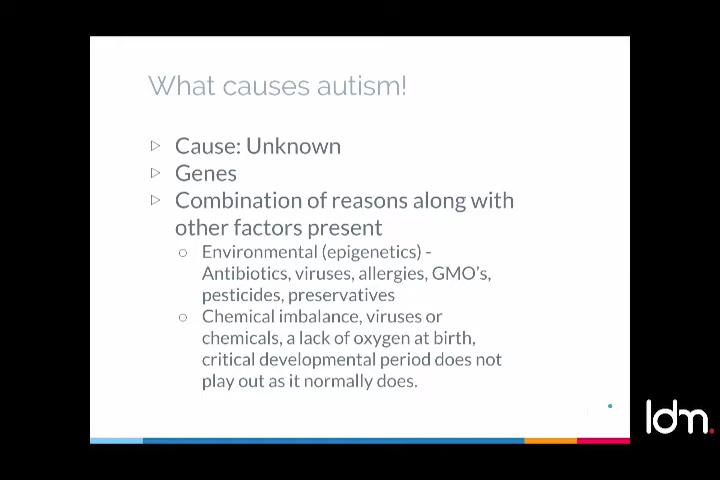 What causes autism!
▷ Cause: Unknown
▷ Genes
▷ Combination of reasons along with
other factors present
○ Environmental (epigenetics) -
Antibiotics, viruses, allergies, GMO's,
pesticides, preservatives
○ Chemical imbalance, viruses or
chemicals, a lack of oxygen at birth,
critical developmental period does not
play out as it normally does.
ldm.